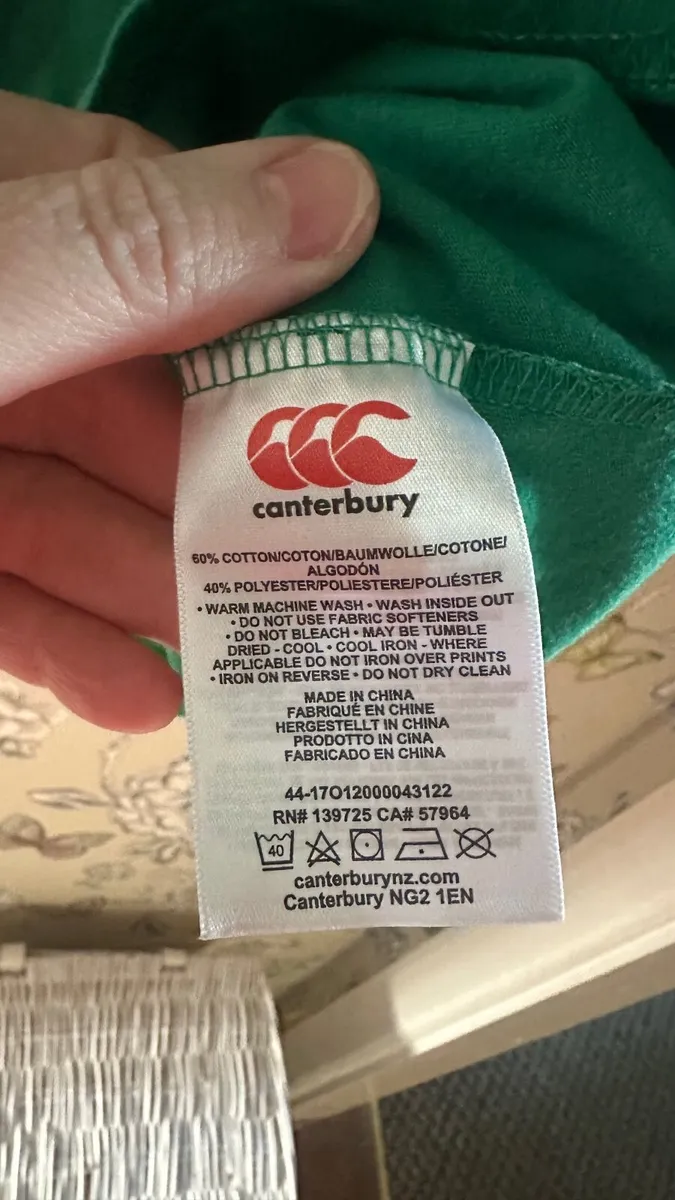 canterbury
60% COTTON/COTON/BAUMWOLLE/COTONE/
ALGODÓN
40% POLYESTER/POLIESTERE/POLIÉSTER
• WARM MACHINE WASH • WASH INSIDE OUT
• DO NOT USE FABRIC SOFTENERS
• DO NOT BLEACH • MAY BE TUMBLE
DRIED - COOL • COOL IRON - WHERE
APPLICABLE DO NOT IRON OVER PRINTS
• IRON ON REVERSE • DO NOT DRY CLEAN
MADE IN CHINA
FABRIQUÉ EN CHINE
HERGESTELLT IN CHINA
PRODOTTO IN CINA
FABRICADO EN CHINA
44-17O12000043122
RN# 139725 CA# 57964
40
canterburynz.com
Canterbury NG2 1EN